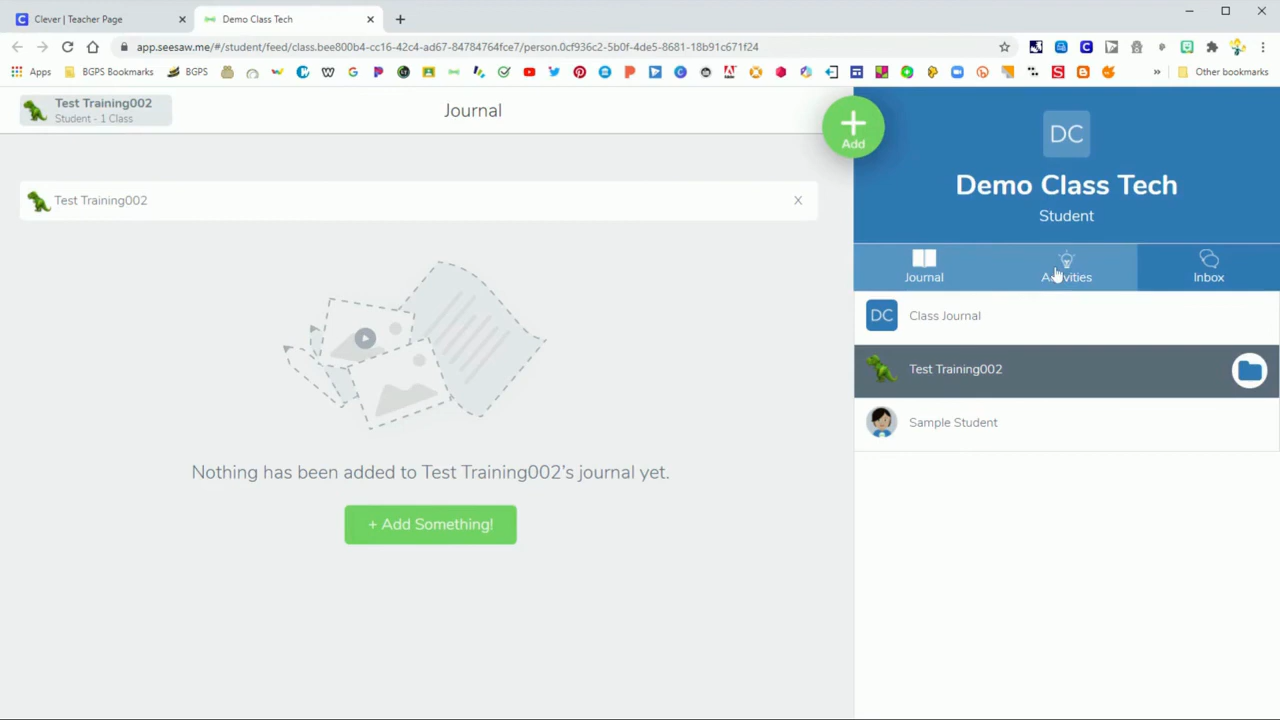 Clever | Teacher Page
Demo Class Tech
app.seesaw.me/#/student/feed/class.bee800b4-cc16-42c4-ad67-84784764fce7/person.0cf936c2-5b0f-4de5-8681-18b91c671f24
Apps
BGPS Bookmarks
BGPS
»
Other bookmarks
Test Training002
Student - 1 Class
Journal
Add
DC
Demo Class Tech
Student
Journal
Activities
Inbox
Test Training002
X
DC
Class Journal
Test Training002
Sample Student
Nothing has been added to Test Training002's journal yet.
+ Add Something!